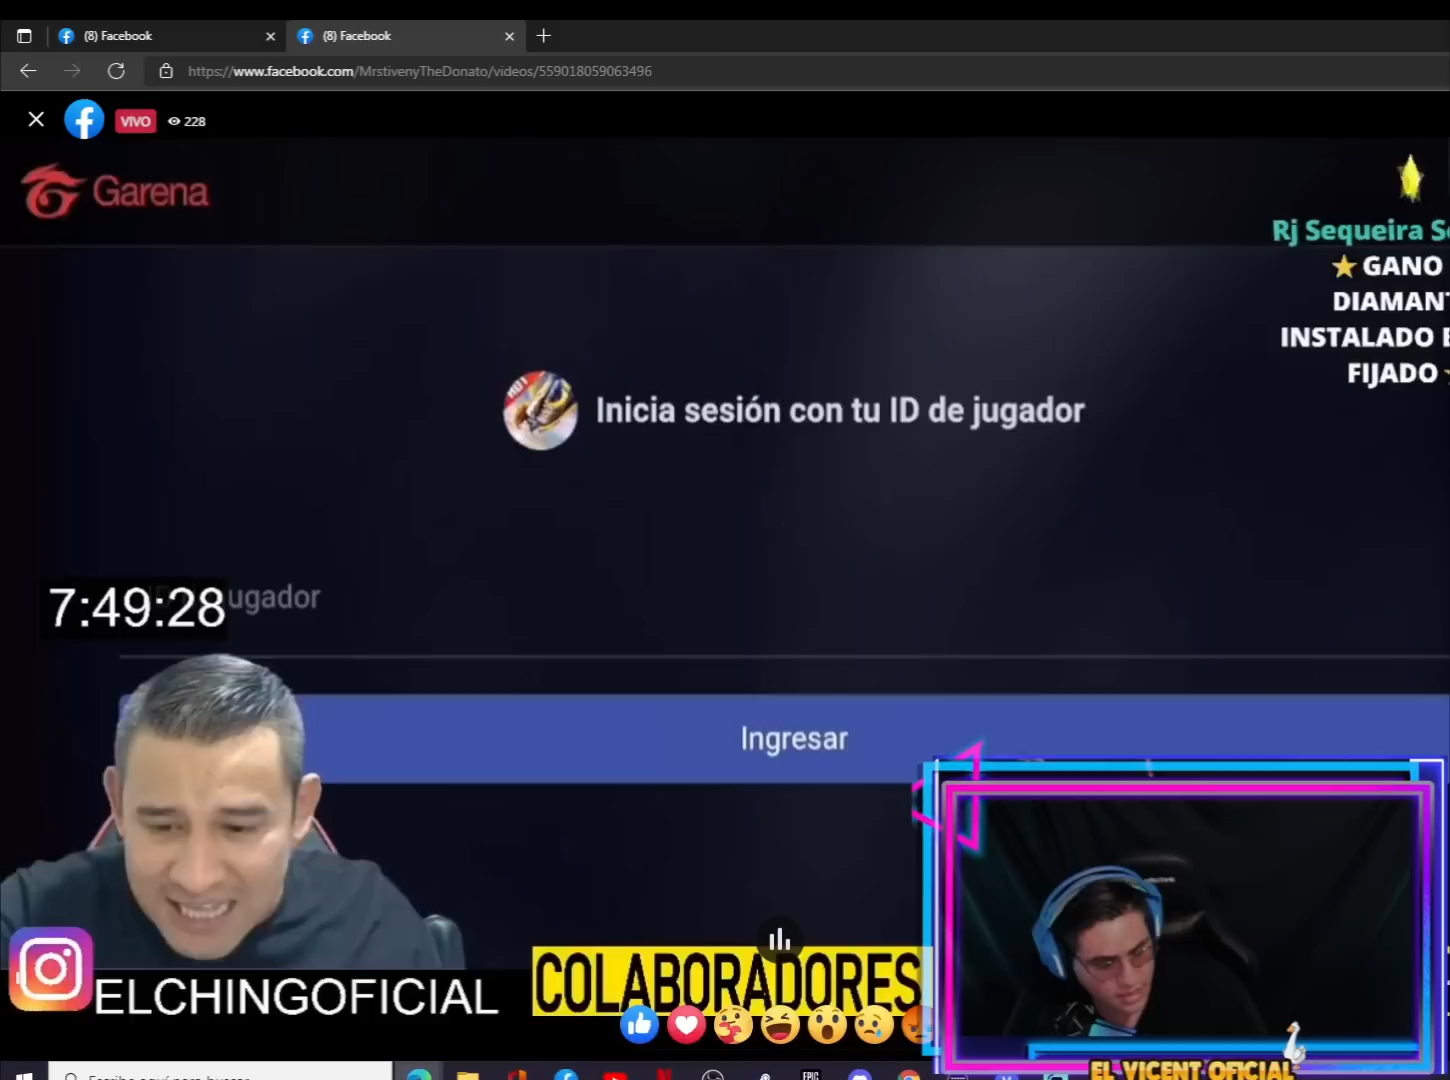 (8) Facebook
(8) Facebook
https://www.facebook.com/MrstivenyTheDonato/videos/559018059063496
VIVO
228
Garena
Rj Sequeira
GANO
INSTALADO
FIJADO
Inicia sesión con tu ID de jugador
7:49:28
ugador
Ingresar
ELCHINGOFICIAL
COLABORADORES
EL VICENT OFICIAL
EPIC